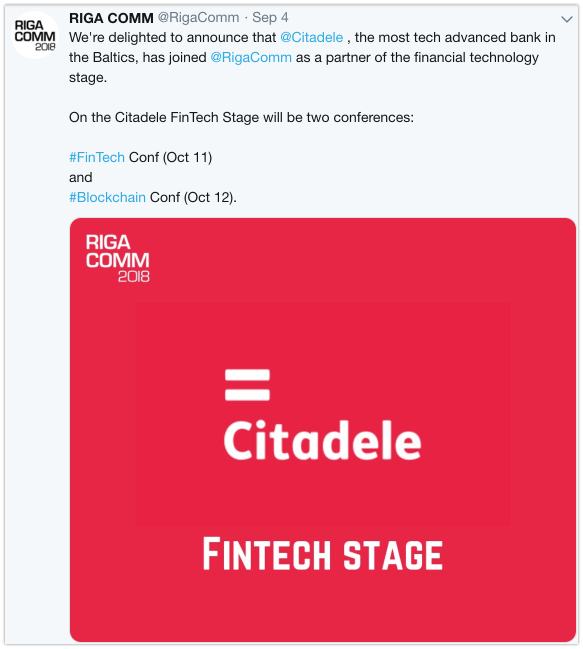 RIGA
COMM
2018
RIGA COMM @RigaComm · Sep 4
We're delighted to announce that @Citadele , the most tech advanced bank in
the Baltics, has joined @RigaComm as a partner of the financial technology
stage.
On the Citadele FinTech Stage will be two conferences:
#FinTech Conf (Oct 11)
and
#Blockchain Conf (Oct 12).
RIGA
COMM
2018
Citadele
FINTECH STAGE